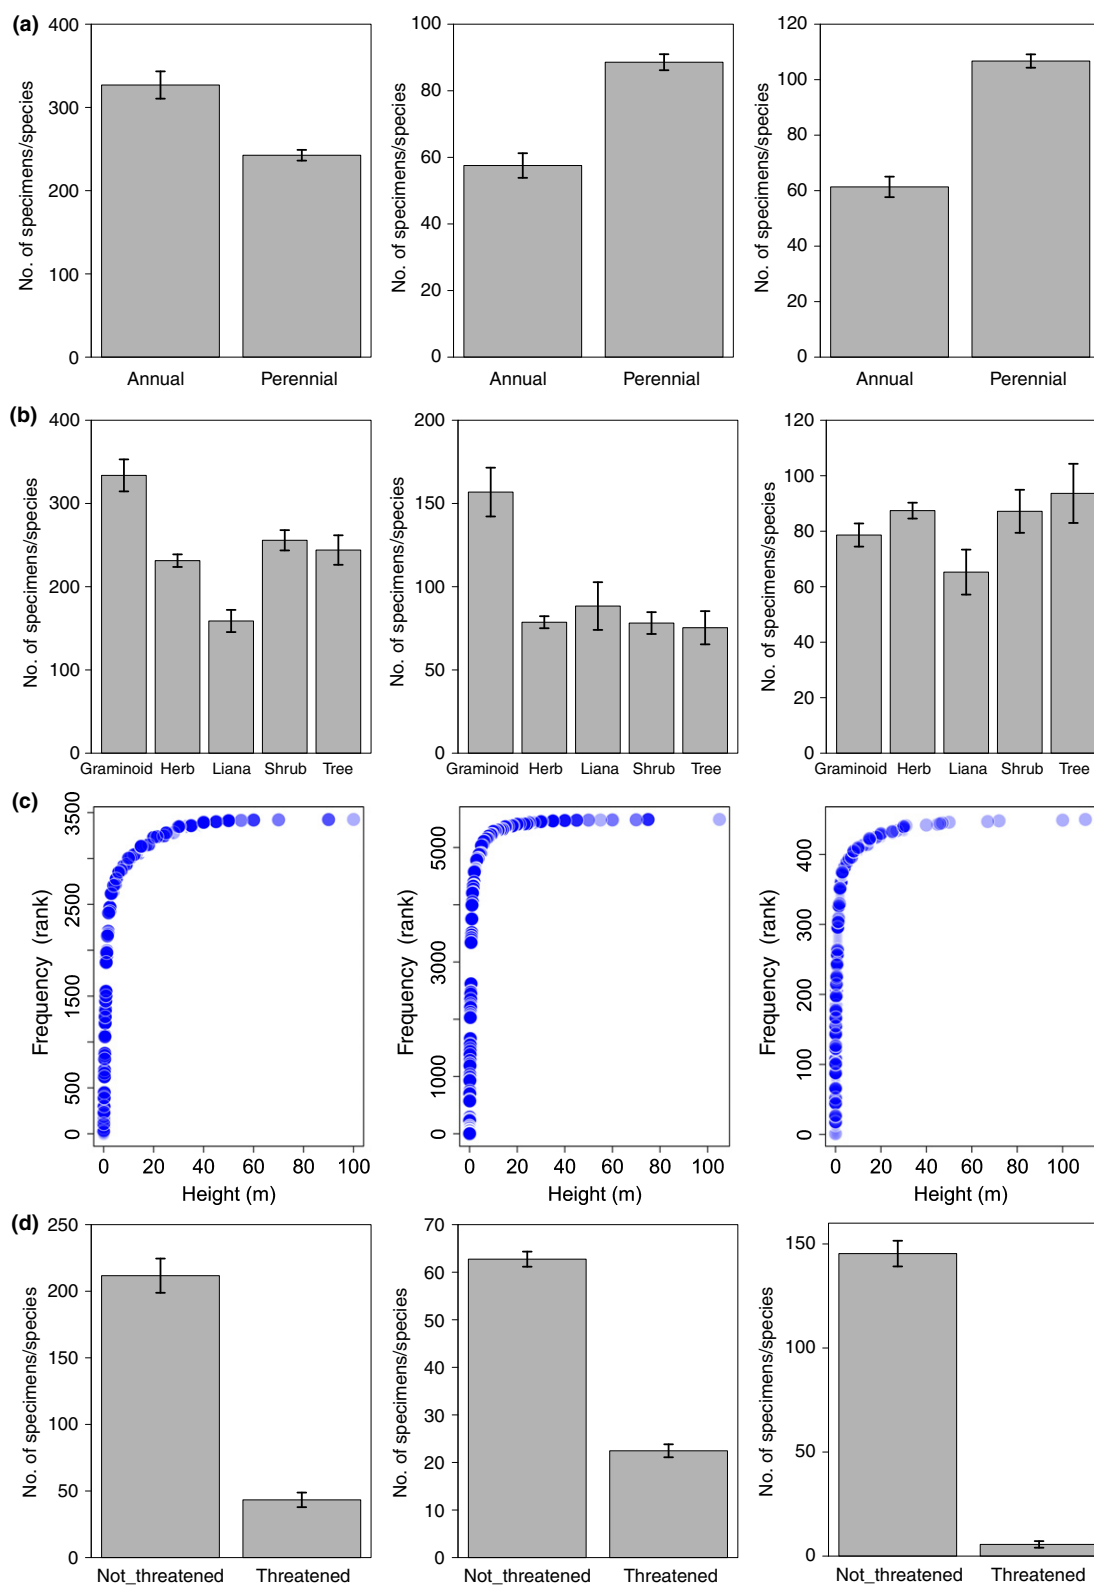 (a)
No. of specimens/species
400
300
200
100
0
Annual Perennial
No. of specimens/species
100
80
60
40
20
0
Annual Perennial
No. of specimens/species
120
100
80
60
40
20
0
Annual Perennial
(b)
No. of specimens/species
400
300
200
100
0
Graminoid Herb Liana Shrub Tree
No. of specimens/species
200
150
100
50
0
Graminoid Herb Liana Shrub Tree
No. of specimens/species
120
100
80
60
40
20
0
Graminoid Herb Liana Shrub Tree
(c)
Frequency (rank)
3500
2500
1500
500
0
0 20 40 60 80 100
Height (m)
Frequency (rank)
5000
3000
1000
0
0 20 40 60 80 100
Height (m)
Frequency (rank)
400
300
200
100
0
0 20 40 60 80 100
Height (m)
(d)
No. of specimens/species
250
200
150
100
50
0
Not_threatened Threatened
No. of specimens/species
70
60
50
40
30
20
10
0
Not_threatened Threatened
No. of specimens/species
150
100
50
0
Not_threatened Threatened